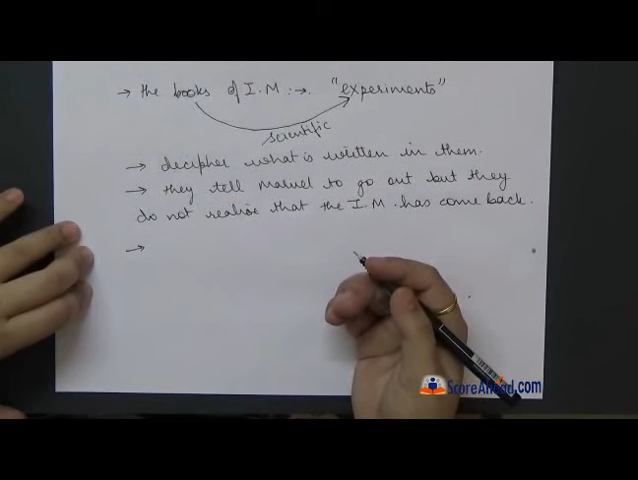 → the books of I.M :→. "experiments"
scientific
→ decipher what is written in them.
→ they tell Marvel to go out but they
do not realise that the I.M. has come back.
→
ScoreAhead.com